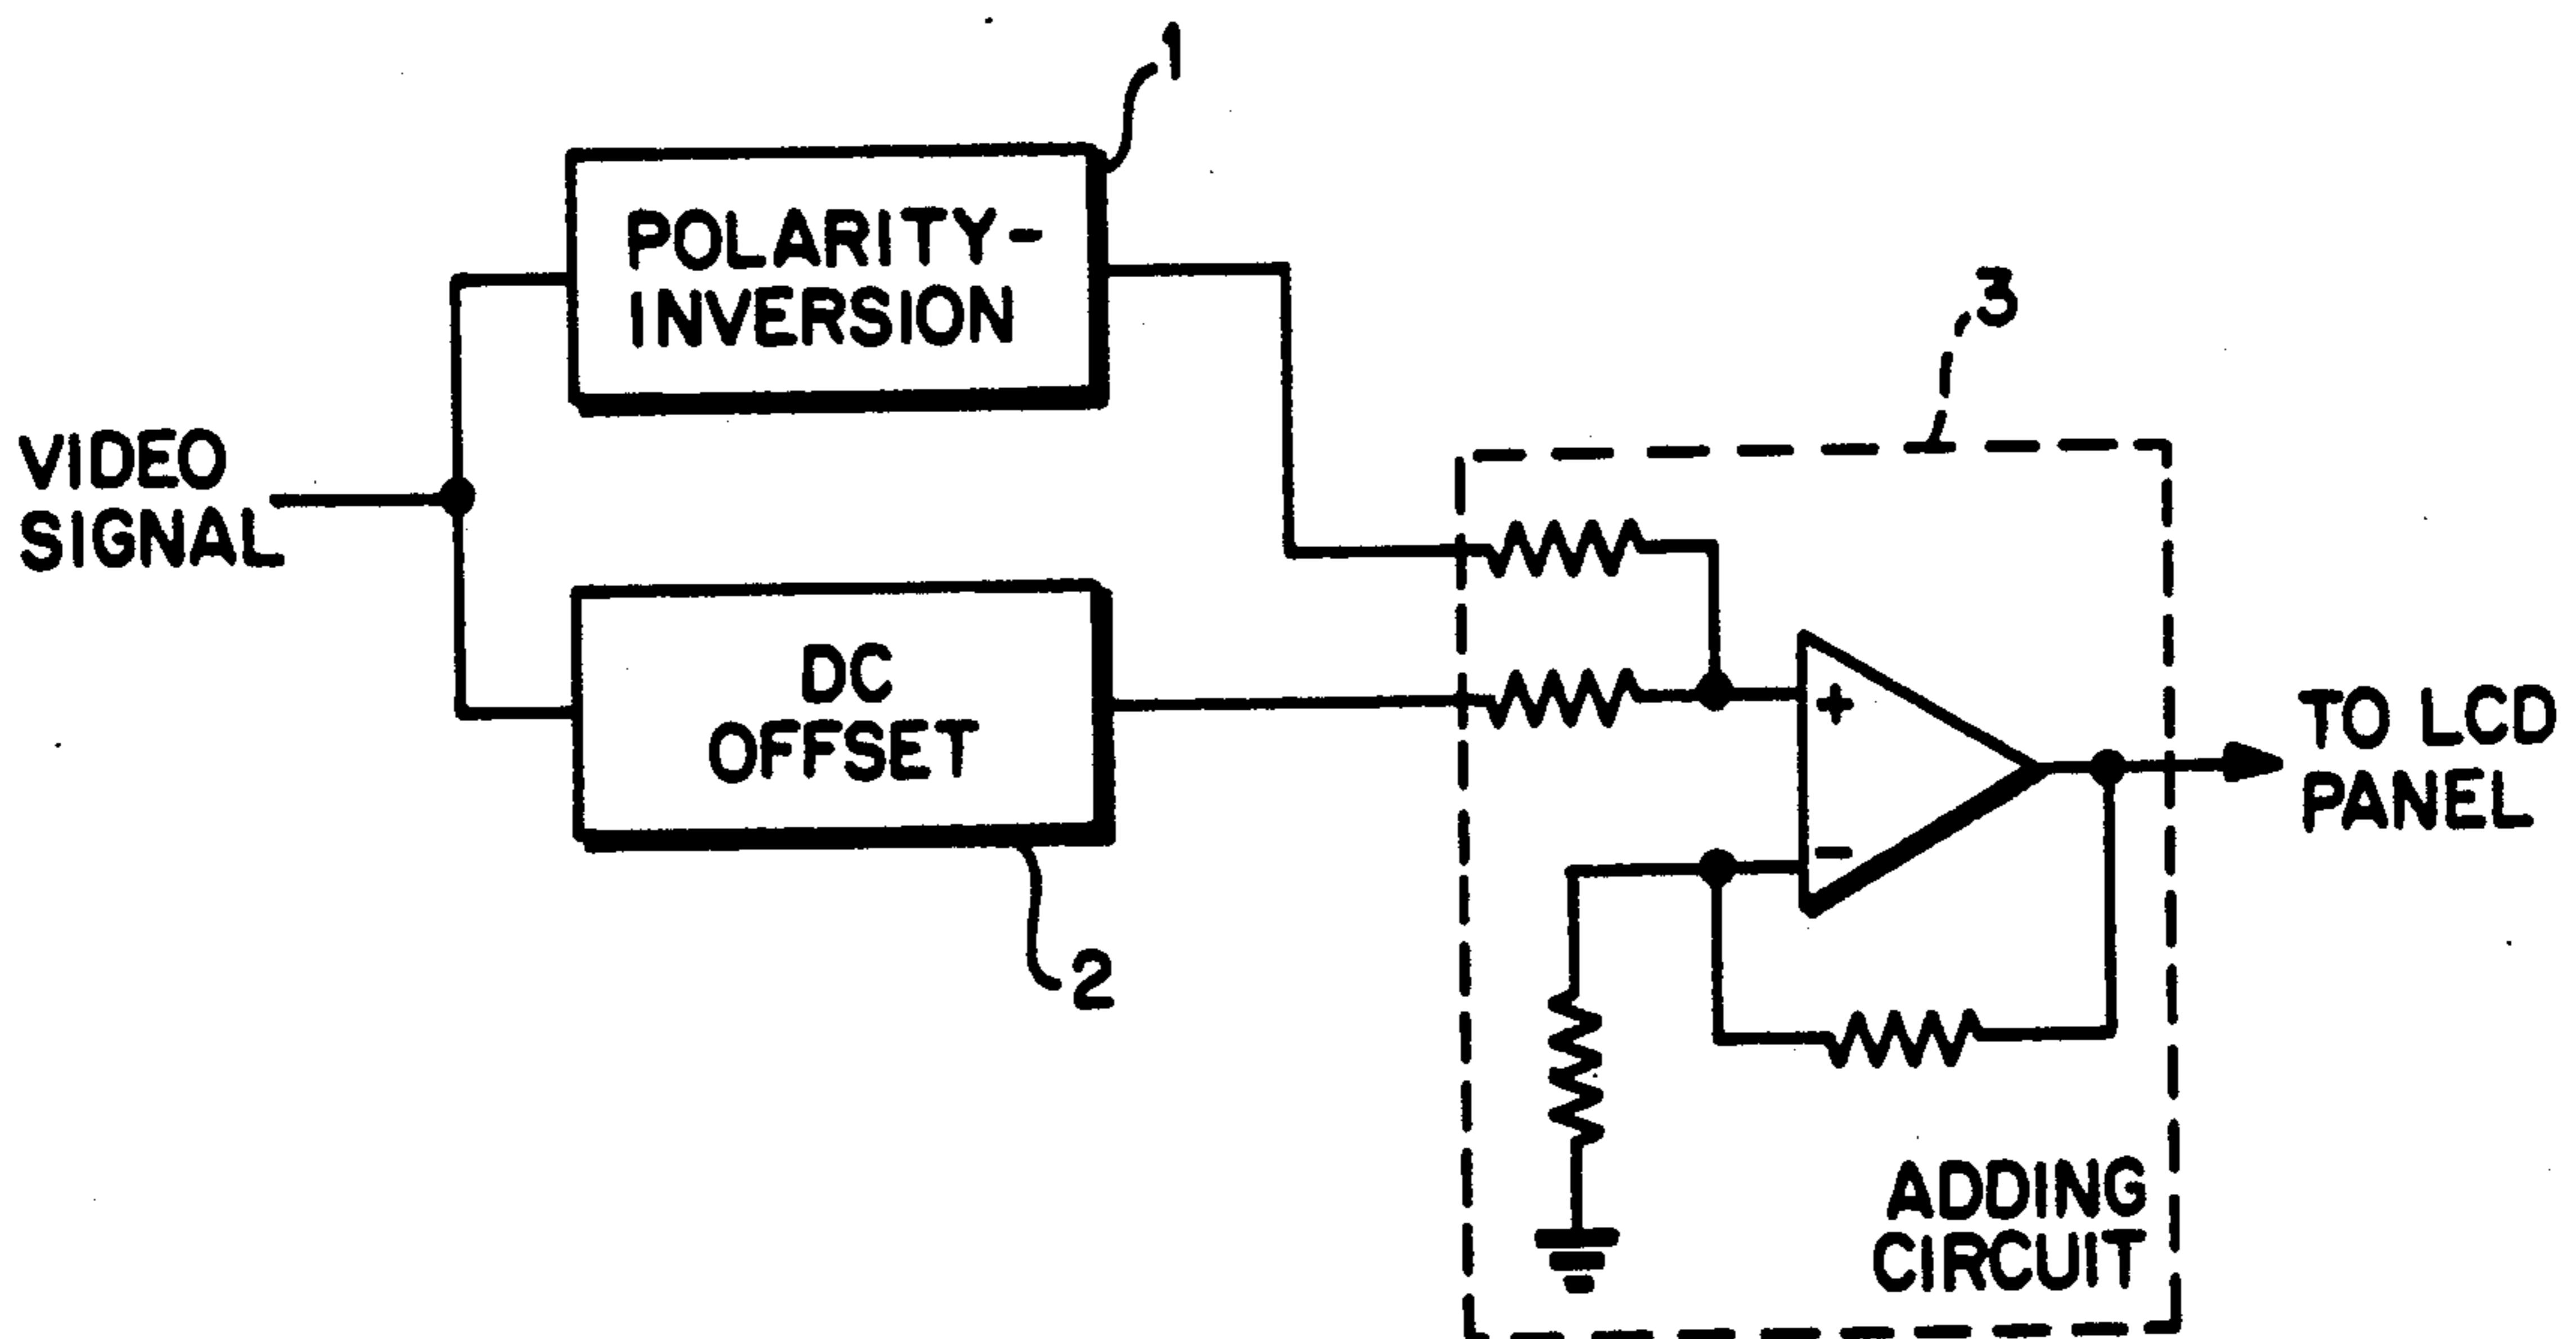 1
POLARITY-
INVERSION
3
VIDEO
SIGNAL
DC
OFFSET
+
TO LCD
PANEL
-
2
ADDING
CIRCUIT